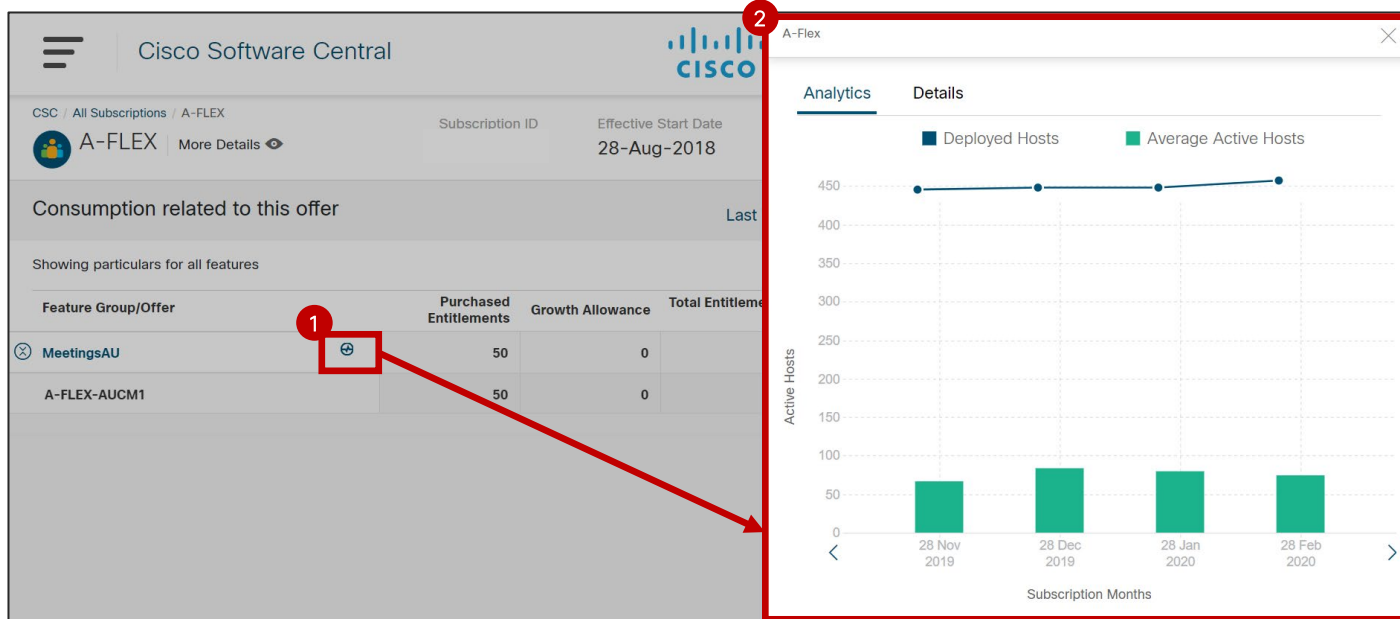 Cisco Software Central
CISCO
CSC / All Subscriptions / A-FLEX
A-FLEX More Details
Subscription ID
Effective Start Date
28-Aug-2018
Consumption related to this offer
Last
Showing particulars for all features
Feature Group/Offer
Purchased
Entitlements
Growth Allowance
Total Entitleme
1
MeetingsAU 50 0
A-FLEX-AUCM1 50 0
2
A-Flex
Analytics Details
Deployed Hosts Average Active Hosts
450
400
350
300
250
200
150
100
50
0
Active Hosts
28 Nov 28 Dec 28 Jan 28 Feb
2019 2019 2020 2020
Subscription Months